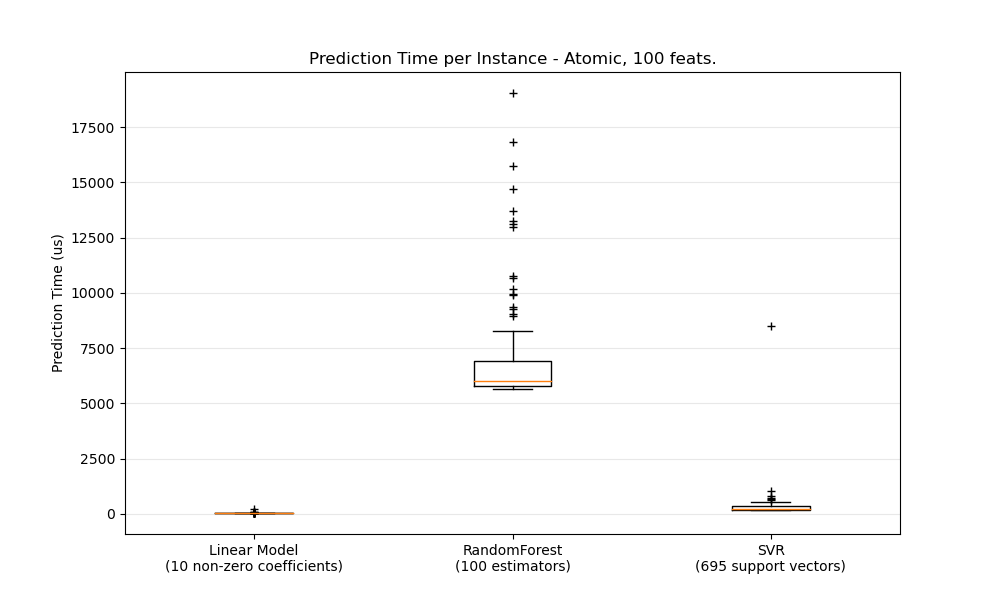 Prediction Time per Instance - Atomic, 100 feats.
Prediction Time (us)
17500
15000
12500
10000
7500
5000
2500
0
Linear Model
(10 non-zero coefficients)
RandomForest
(100 estimators)
SVR
(695 support vectors)